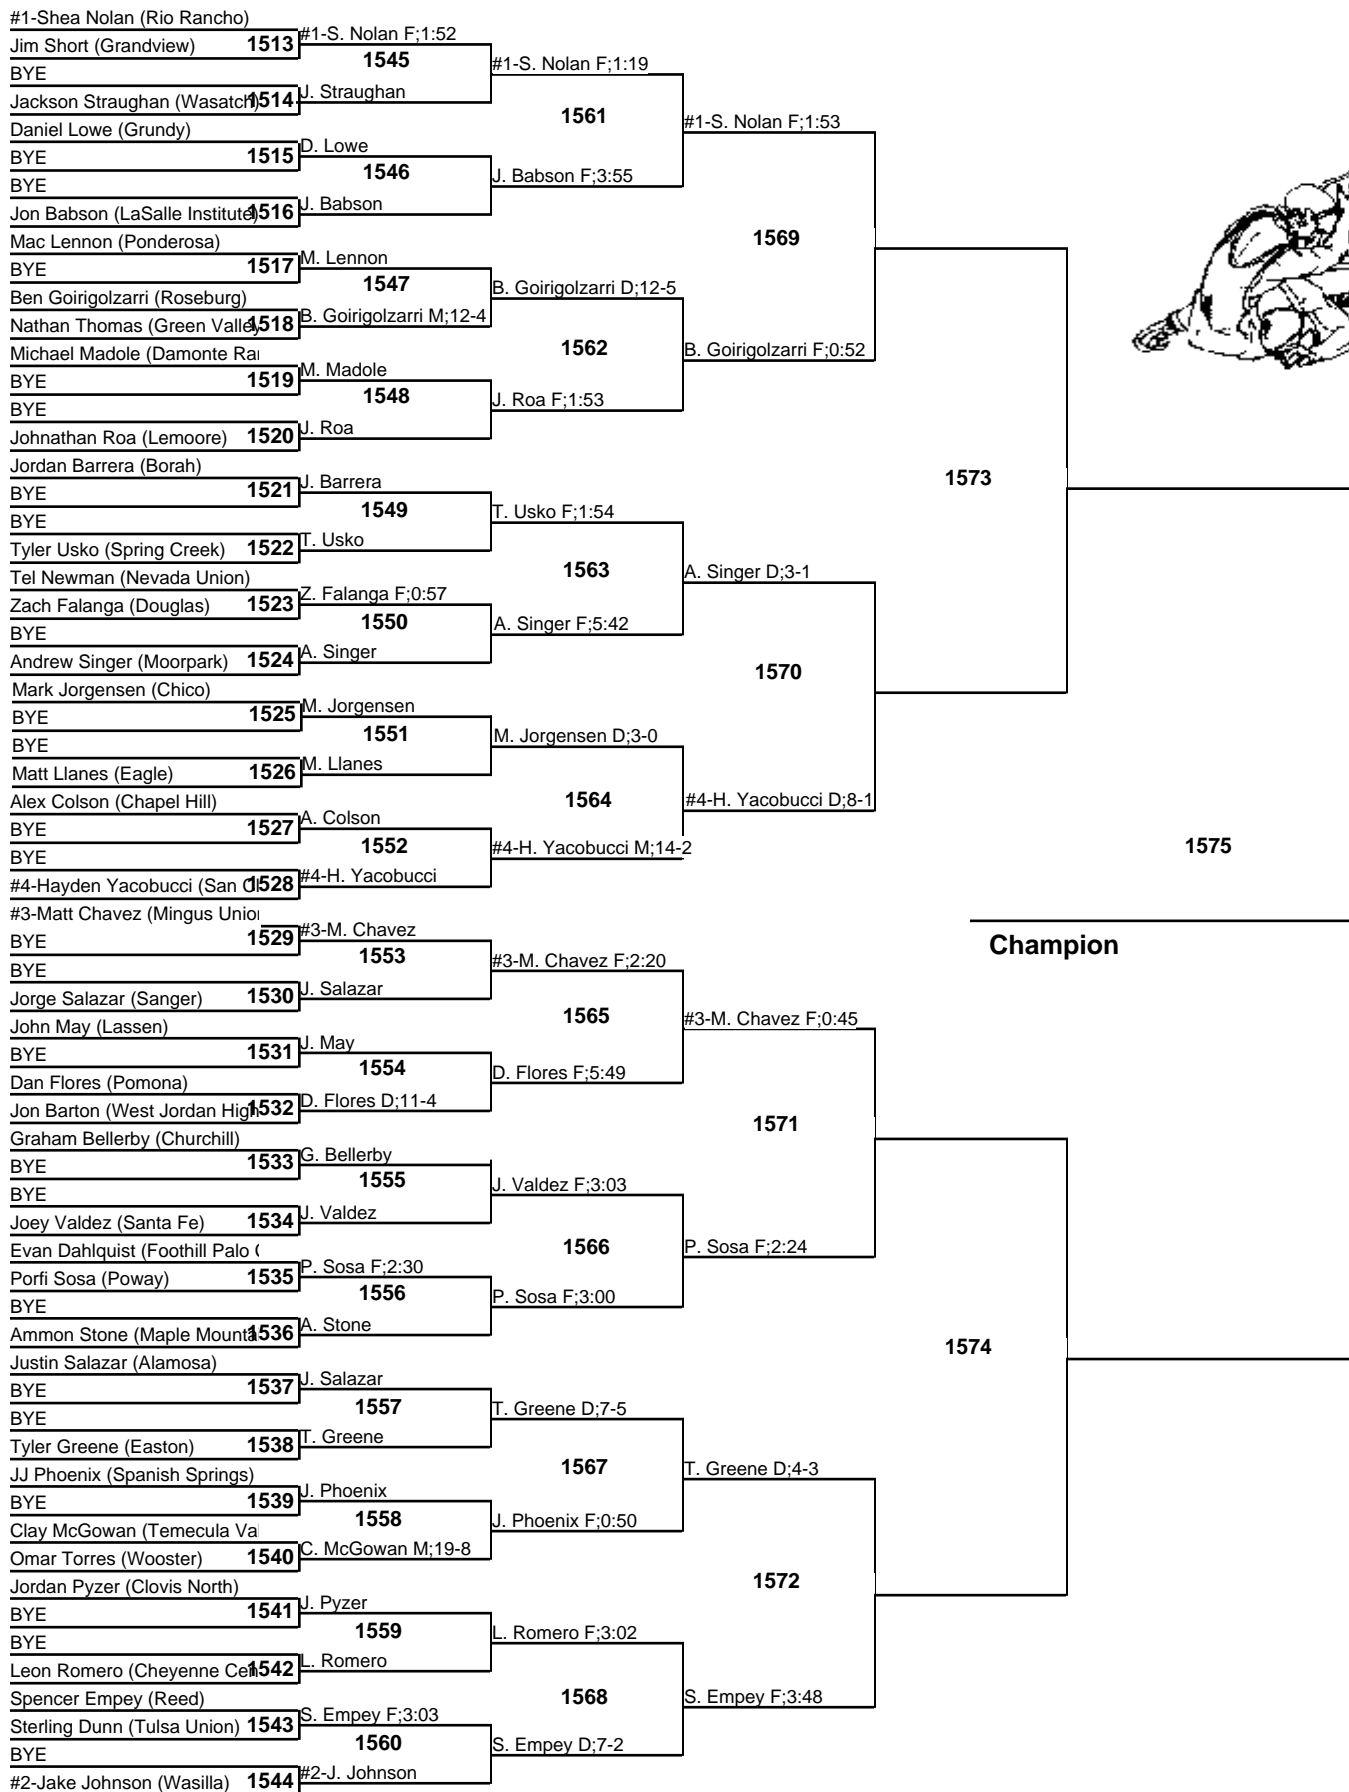 #1-Shea Nolan (Rio Rancho)
Jim Short (Grandview) 1513
BYE
Jackson Straughan (Wasatch) 1514
Daniel Lowe (Grundy)
BYE 1515
BYE
Jon Babson (LaSalle Institute) 1516
Mac Lennon (Ponderosa)
BYE 1517
Ben Goirigolzarri (Roseburg)
Nathan Thomas (Green Valley 1518
Michael Madole (Damonte Ra
BYE 1519
BYE
Johnathan Roa (Lemoore) 1520
Jordan Barrera (Borah)
BYE 1521
BYE
Tyler Usko (Spring Creek) 1522
Tel Newman (Nevada Union)
Zach Falanga (Douglas) 1523
BYE
Andrew Singer (Moorpark) 1524
Mark Jorgensen (Chico)
BYE 1525
BYE
Matt Llanes (Eagle) 1526
Alex Colson (Chapel Hill)
BYE 1527
BYE
#4-Hayden Yacobucci (San Cl 1528
#3-Matt Chavez (Mingus Union
BYE 1529
BYE
Jorge Salazar (Sanger) 1530
John May (Lassen)
BYE 1531
Dan Flores (Pomona)
Jon Barton (West Jordan High 1532
Graham Bellerby (Churchill)
BYE 1533
BYE
Joey Valdez (Santa Fe) 1534
Evan Dahlquist (Foothill Palo C
Porfi Sosa (Poway) 1535
BYE
Ammon Stone (Maple Mounta 1536
Justin Salazar (Alamosa)
BYE 1537
BYE
Tyler Greene (Easton) 1538
JJ Phoenix (Spanish Springs)
BYE 1539
Clay McGowan (Temecula Val
Omar Torres (Wooster) 1540
Jordan Pyzer (Clovis North)
BYE 1541
BYE
Leon Romero (Cheyenne Cen 1542
Spencer Empey (Reed)
Sterling Dunn (Tulsa Union) 1543
BYE
#2-Jake Johnson (Wasilla) 1544
#1-S. Nolan F;1:52
1545
J. Straughan
D. Lowe
1546
J. Babson
M. Lennon
1547
B. Goirigolzarri M;12-4
M. Madole
1548
J. Roa
J. Barrera
1549
T. Usko
Z. Falanga F;0:57
1550
A. Singer
M. Jorgensen
1551
M. Llanes
A. Colson
1552
#4-H. Yacobucci
#3-M. Chavez
1553
J. Salazar
J. May
1554
D. Flores D;11-4
G. Bellerby
1555
J. Valdez
P. Sosa F;2:30
1556
A. Stone
J. Salazar
1557
T. Greene
J. Phoenix
1558
C. McGowan M;19-8
J. Pyzer
1559
L. Romero
S. Empey F;3:03
1560
#2-J. Johnson
#1-S. Nolan F;1:19
1561
J. Babson F;3:55
B. Goirigolzarri D;12-5
1562
J. Roa F;1:53
T. Usko F;1:54
1563
A. Singer F;5:42
M. Jorgensen D;3-0
1564
#4-H. Yacobucci M;14-2
#3-M. Chavez F;2:20
1565
D. Flores F;5:49
J. Valdez F;3:03
1566
P. Sosa F;3:00
T. Greene D;7-5
1567
J. Phoenix F;0:50
L. Romero F;3:02
1568
S. Empey D;7-2
#1-S. Nolan F;1:53
1569
B. Goirigolzarri F;0:52
A. Singer D;3-1
1570
#4-H. Yacobucci D;8-1
#3-M. Chavez F;0:45
1571
P. Sosa F;2:24
T. Greene D;4-3
1572
S. Empey F;3:48
1573
1574
1575
Champion